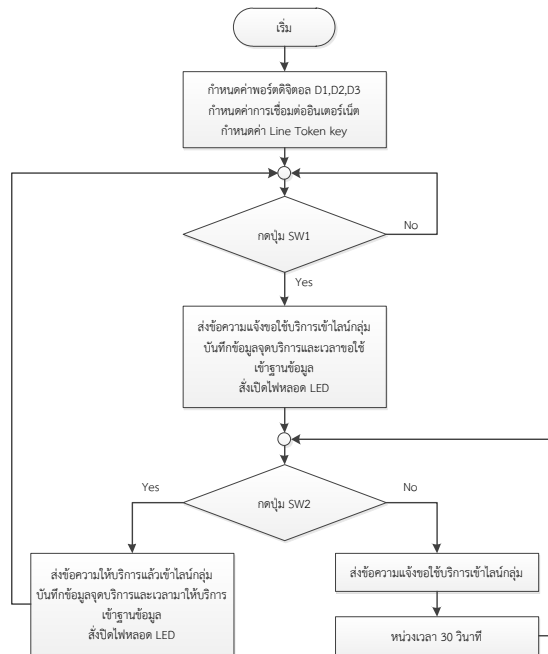 เริ่ม
กำหนดค่าพอร์ตดิจิตอล D1,D2,D3
กำหนดค่าการเชื่อมต่ออินเตอร์เน็ต
กำหนดค่า Line Token key
กดปุ่ม SW1
No
Yes
ส่งข้อความแจ้งขอใช้บริการเข้าไลน์กลุ่ม
บันทึกข้อมูลจุดบริการและเวลาขอใช้
เข้าฐานข้อมูล
สั่งเปิดไฟหลอด LED
Yes
กดปุ่ม SW2
No
ส่งข้อความให้บริการแล้วเข้าไลน์กลุ่ม
บันทึกข้อมูลจุดบริการและเวลามาให้บริการ
เข้าฐานข้อมูล
สั่งปิดไฟหลอด LED
ส่งข้อความแจ้งขอใช้บริการเข้าไลน์กลุ่ม
หน่วงเวลา 30 วินาที